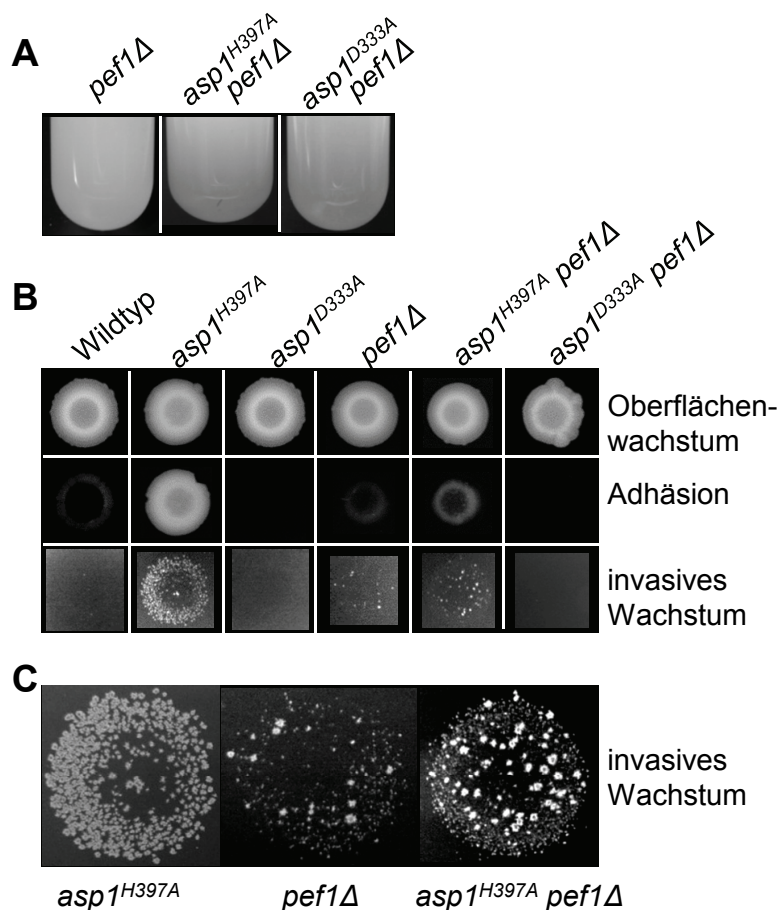 A
pef1Δ
asp1H397A
pef1Δ
asp1D333A
pef1Δ
B
Wildtyp
asp1H397A
asp1D333A
pef1Δ
asp1H397A pef1Δ
asp1D333A pef1Δ
Oberflächen-
wachstum
Adhäsion
invasives
Wachstum
C
invasives
Wachstum
asp1H397A
pef1Δ
asp1H397A pef1Δ